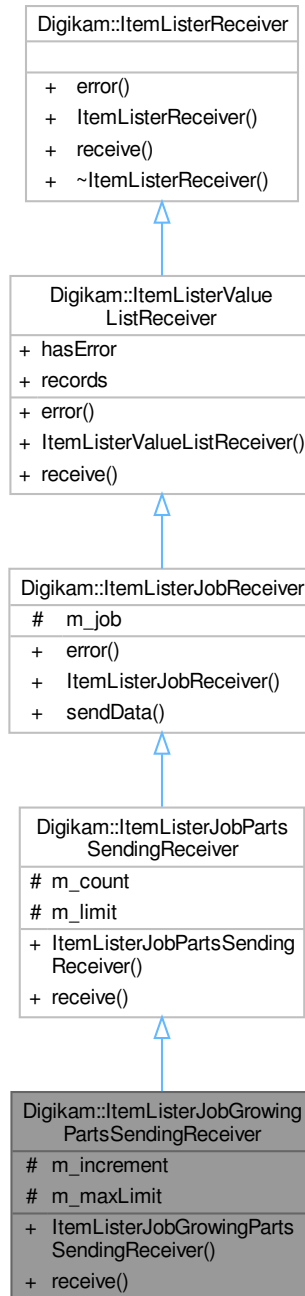 Digikam::ItemListerReceiver
+ error()
+ ItemListerReceiver()
+ receive()
+ ~ItemListerReceiver()
Digikam::ItemListerValue
ListReceiver
+ hasError
+ records
+ error()
+ ItemListerValueListReceiver()
+ receive()
Digikam::ItemListerJobReceiver
# m_job
+ error()
+ ItemListerJobReceiver()
+ sendData()
Digikam::ItemListerJobParts
SendingReceiver
# m_count
# m_limit
+ ItemListerJobPartsSending
Receiver()
+ receive()
Digikam::ItemListerJobGrowing
PartsSendingReceiver
# m_increment
# m_maxLimit
+ ItemListerJobGrowingParts
SendingReceiver()
+ receive()